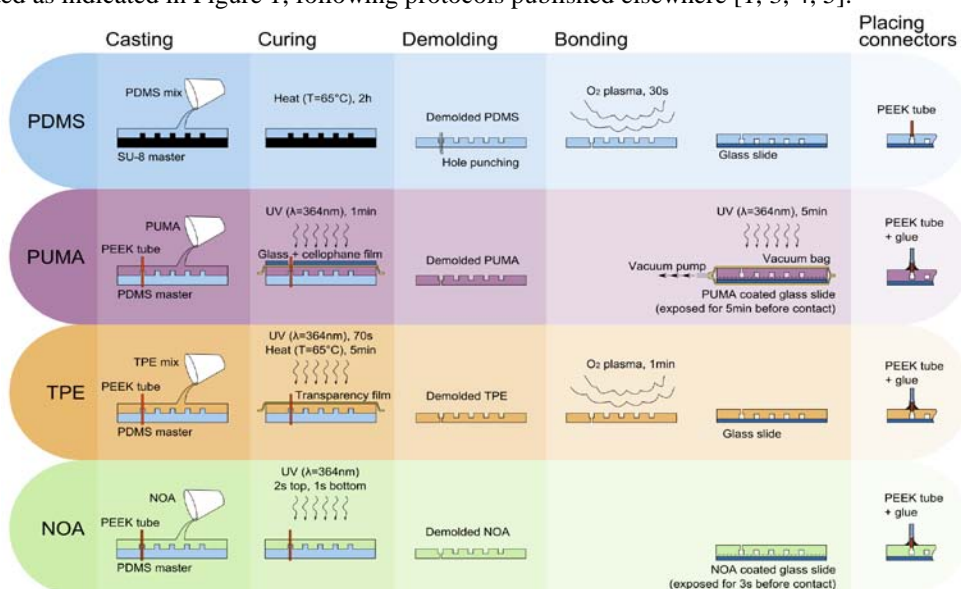 ed as indicated in Figure 1, following protocols published elsewhere [1, 3, 4, 5].
Casting Curing Demolding Bonding Placing connectors
PDMS
PDMS mix
SU-8 master
Heat (T=65°C), 2h
Demolded PDMS
Hole punching
O₂ plasma, 30s
Glass slide
PEEK tube
PUMA
PUMA
PEEK tube
PDMS master
UV (λ=364nm), 1min
Glass + cellophane film
Demolded PUMA
UV (λ=364nm), 5min
Vacuum bag
Vacuum pump
PUMA coated glass slide
(exposed for 5min before contact)
PEEK tube
+ glue
TPE
TPE mix
PEEK tube
PDMS master
UV (λ=364nm), 70s
Heat (T=65°C), 5min
Transparency film
Demolded TPE
O₂ plasma, 1min
Glass slide
PEEK tube
+ glue
NOA
NOA
PEEK tube
PDMS master
UV (λ=364nm)
2s top, 1s bottom
Demolded NOA
NOA coated glass slide
(exposed for 3s before contact)
PEEK tube
+ glue